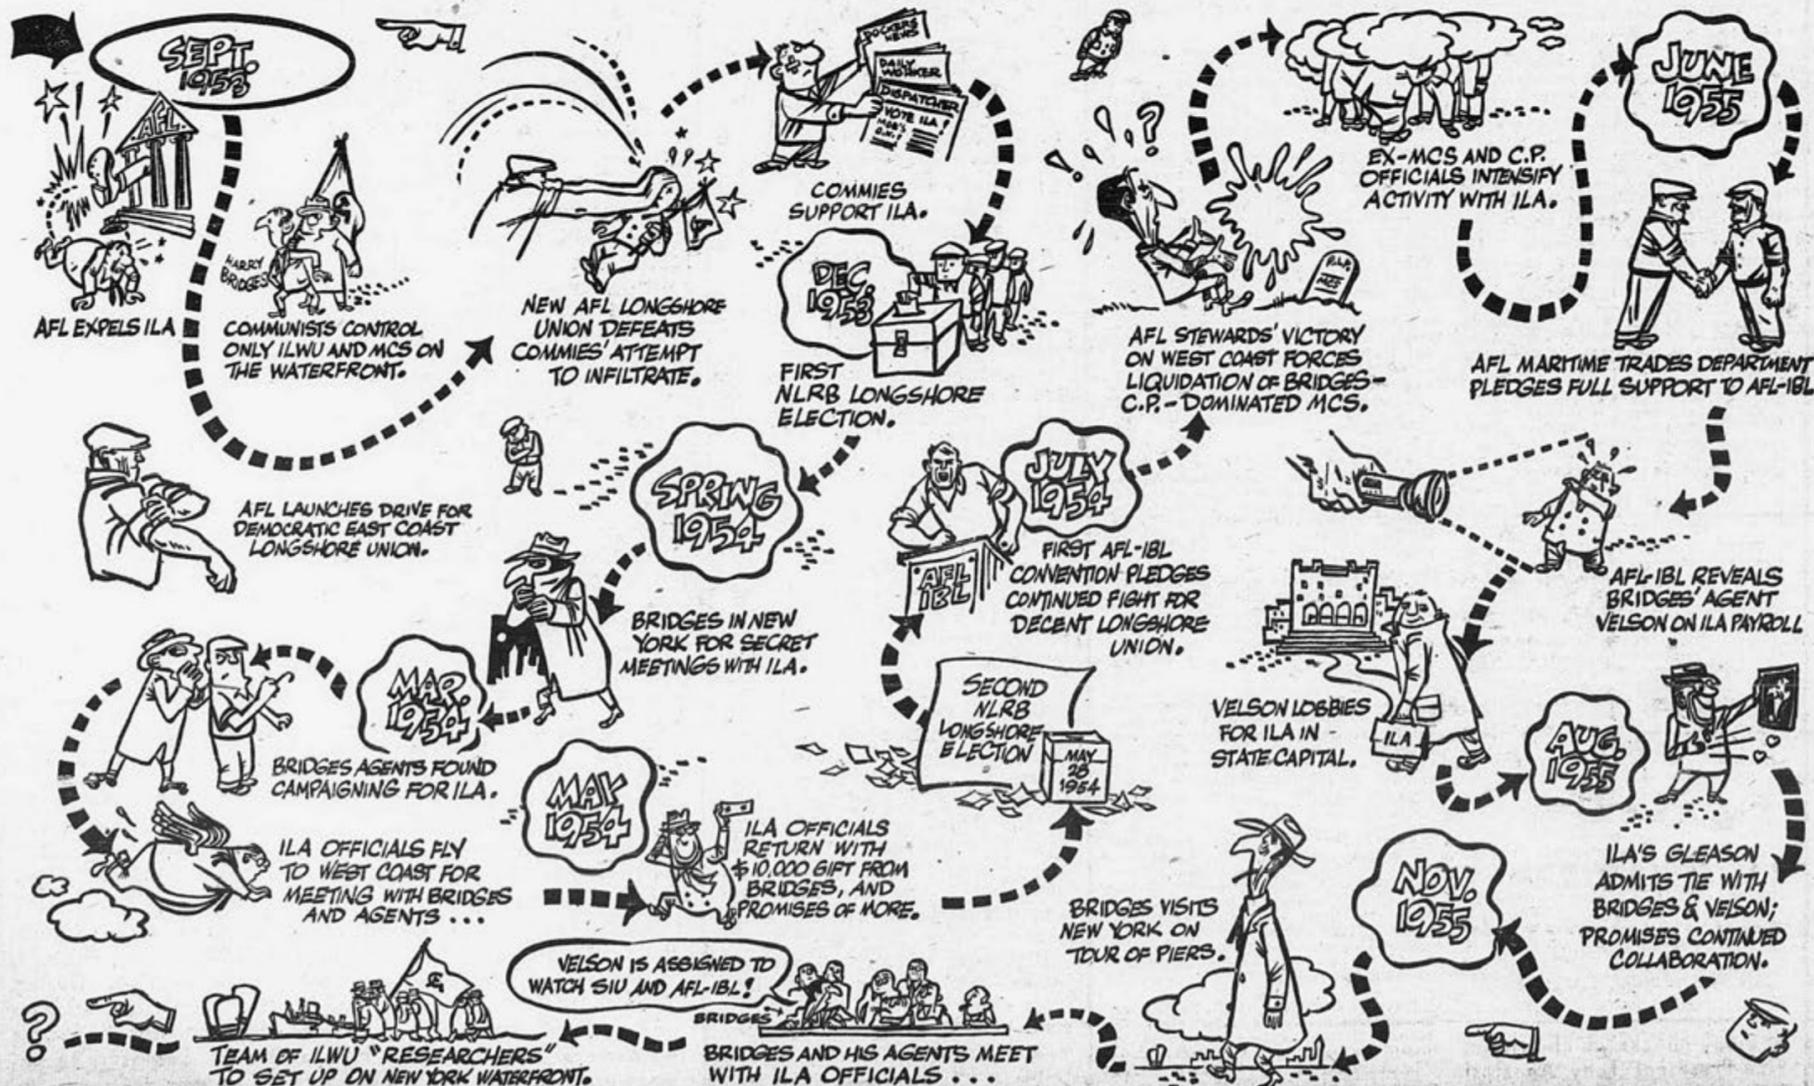 SEPT.
1953
AFL
AFL EXPELS ILA
HARRY
BRIDGES
COMMUNISTS CONTROL
ONLY ILWU AND MCS ON
THE WATERFRONT.
AFL LAUNCHES DRIVE FOR
DEMOCRATIC EAST COAST
LONGSHORE UNION.
NEW AFL LONGSHORE
UNION DEFEATS
COMMIES' ATTEMPT
TO INFILTRATE.
DOCKERS
NEWS
DAILY
WORKER
DISPATCHER
VOTE ILA!
COMMIES
SUPPORT ILA.
DEC.
1953
FIRST
NLRB LONGSHORE
ELECTION.
SPRING
1954
BRIDGES IN NEW
YORK FOR SECRET
MEETINGS WITH ILA.
MAR.
1954
BRIDGES AGENTS FOUND
CAMPAIGNING FOR ILA.
ILA OFFICIALS FLY
TO WEST COAST FOR
MEETING WITH BRIDGES
AND AGENTS ...
MAY
1954
ILA OFFICIALS
RETURN WITH
$10,000 GIFT FROM
BRIDGES, AND
PROMISES OF MORE.
SECOND
NLRB
LONGSHORE
ELECTION
MAY
28
1954
JULY
1954
AFL
IBL
FIRST AFL-IBL
CONVENTION PLEDGES
CONTINUED FIGHT FOR
DECENT LONGSHORE
UNION.
?
R.I.P.
AFL STEWARDS' VICTORY
ON WEST COAST FORCES
LIQUIDATION OF BRIDGES-
C.P.-DOMINATED MCS.
EX-MCS AND C.P.
OFFICIALS INTENSIFY
ACTIVITY WITH ILA.
JUNE
1955
AFL MARITIME TRADES DEPARTMENT
PLEDGES FULL SUPPORT TO AFL-IBL
AFL-IBL REVEALS
BRIDGES' AGENT
VELSON ON ILA PAYROLL
ILA
VELSON LOBBIES
FOR ILA IN
STATE CAPITAL.
AUG.
1955
ILA'S GLEASON
ADMITS TIE WITH
BRIDGES & VELSON;
PROMISES CONTINUED
COLLABORATION.
NOV.
1955
BRIDGES VISITS
NEW YORK ON
TOUR OF PIERS.
VELSON IS ASSIGNED TO
WATCH SIU AND AFL-IBL!
BRIDGES
BRIDGES AND HIS AGENTS MEET
WITH ILA OFFICIALS ...
TEAM OF ILWU "RESEARCHERS"
TO SET UP ON NEW YORK WATERFRONT.
?